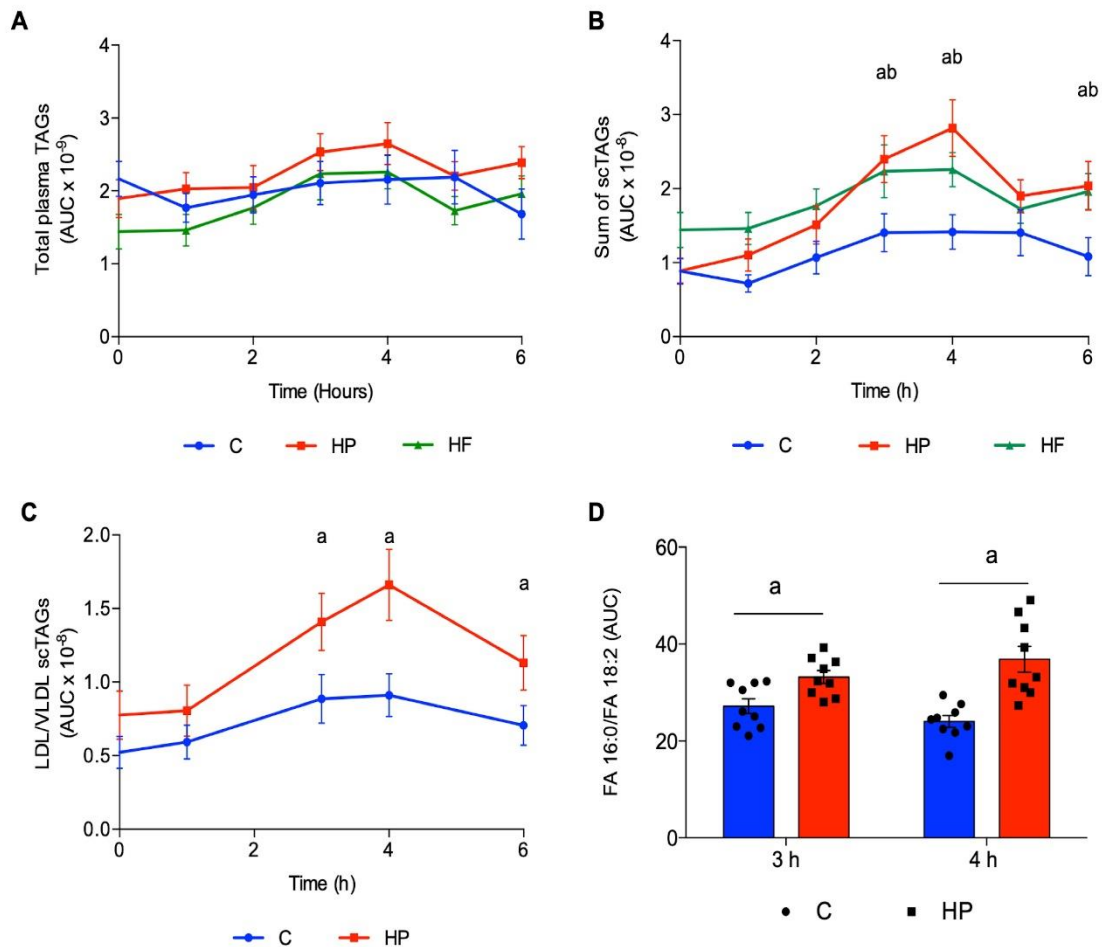 A
Total plasma TAGs
(AUC x 10-9)
4
3
2
1
0
0 2 4 6
Time (Hours)
C HP HF
B
Sum of scTAGs
(AUC x 10-8)
4
3
2
1
0
ab ab ab
0 2 4 6
Time (h)
C HP HF
C
LDL/VLDL scTAGs
(AUC x 10-8)
2.0
1.5
1.0
0.5
0.0
a a a
0 2 4 6
Time (h)
C HP
D
FA 16:0/FA 18:2 (AUC)
60
40
20
0
a a
3 h 4 h
C HP